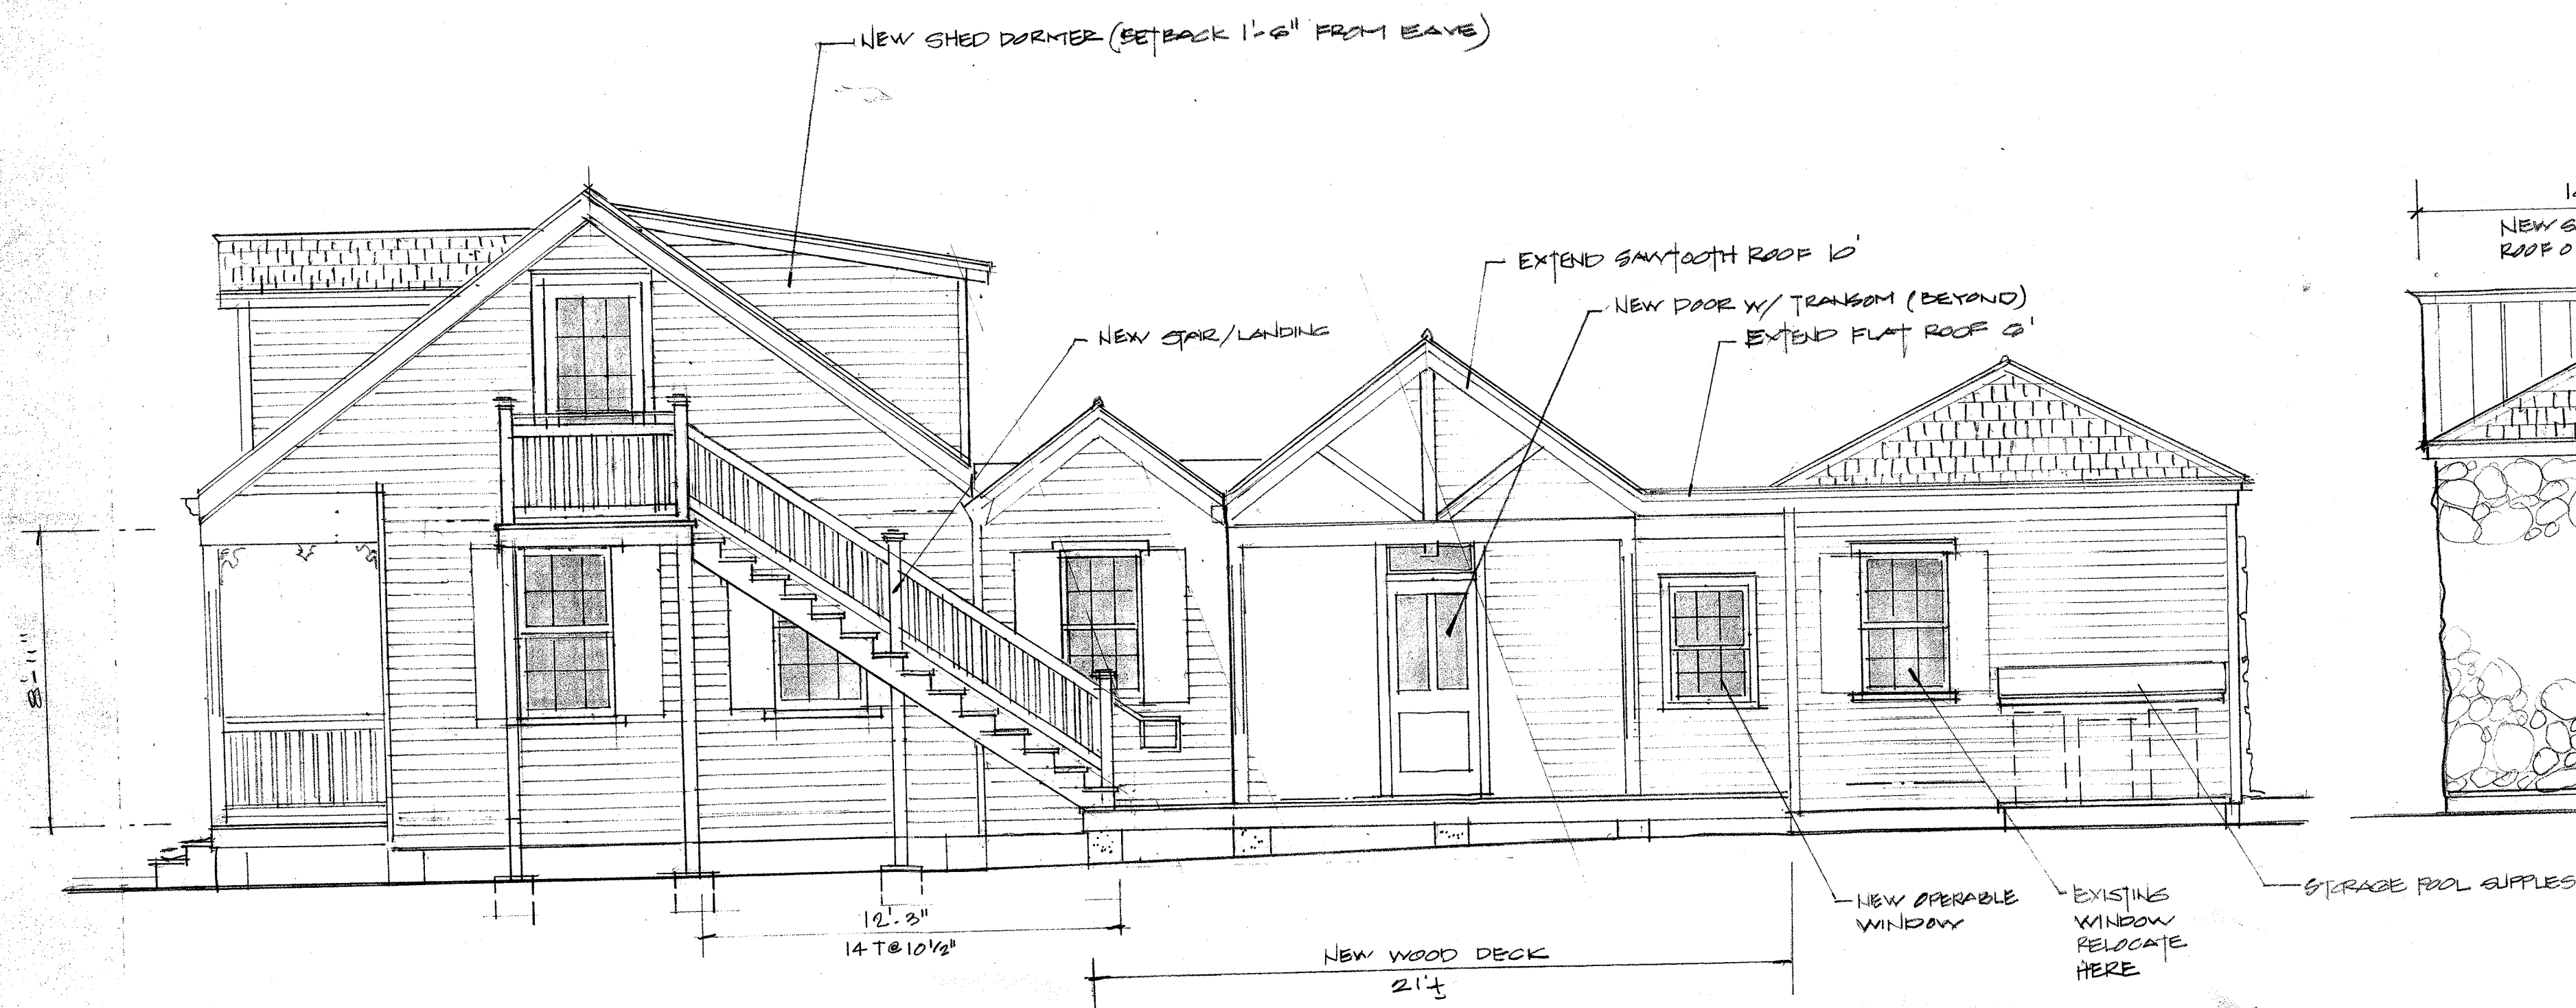 NEW SHED DORMER (SETBACK 1'-6" FROM EAVE)
EXTEND SAWTOOTH ROOF 10'
NEW DOOR W/ TRANSOM (BEYOND)
EXTEND FLAT ROOF 6'
NEW STAIR/LANDING
NEW S
ROOF O
8'-11"
12'-3"
14 T@10½"
NEW WOOD DECK
21'±
NEW OPERABLE
WINDOW
EXISTING
WINDOW
RELOCATE
HERE
STORAGE POOL SUPPLIES